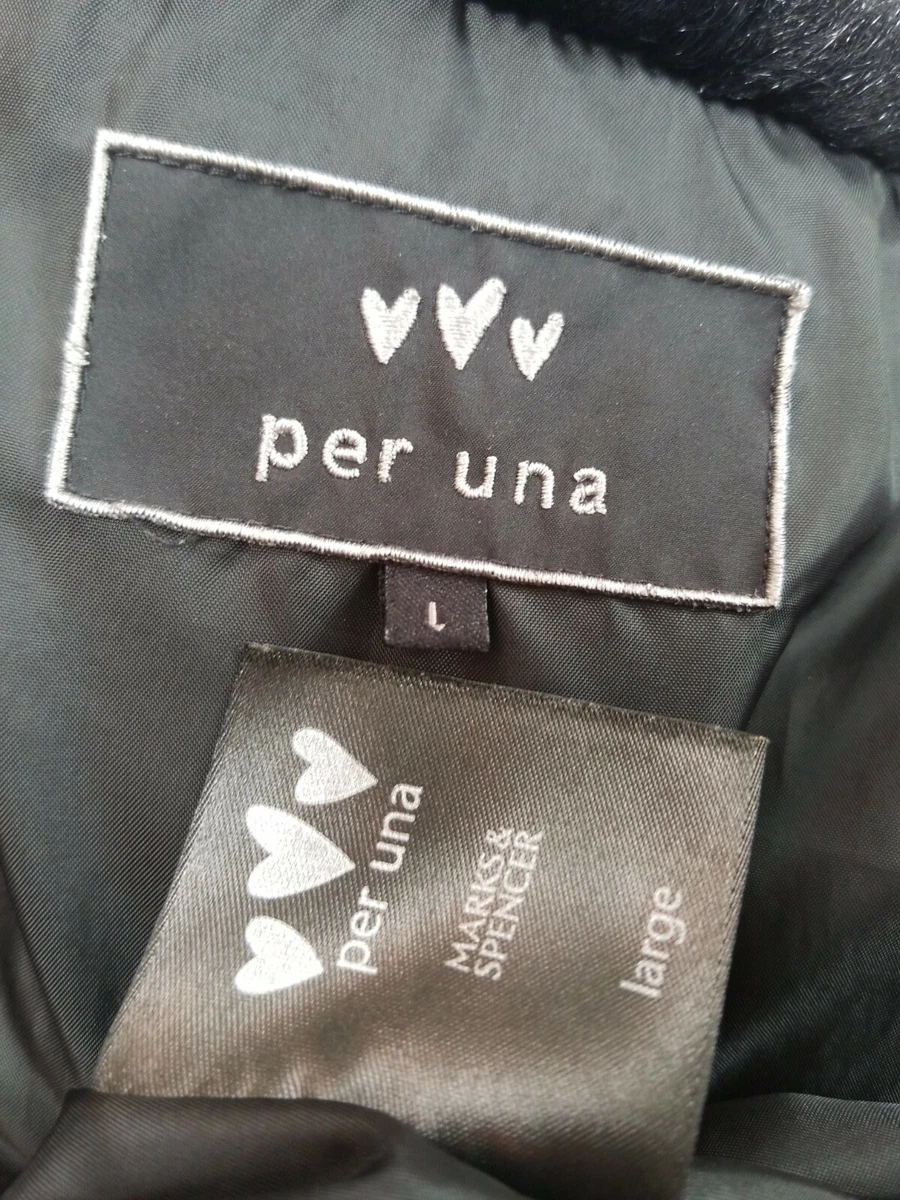 per una
L
per una
MARKS&
SPENCER
large